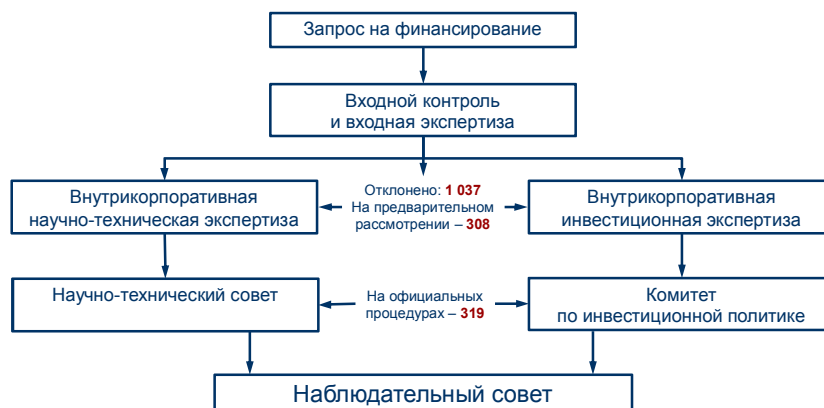 Запрос на финансирование
Входной контроль
и входная экспертиза
Внутрикорпоративная
научно-техническая экспертиза
Отклонено: 1 037
На предварительном
рассмотрении – 308
Внутрикорпоративная
инвестиционная экспертиза
Научно-технический совет
На официальных
процедурах – 319
Комитет
по инвестиционной политике
Наблюдательный совет